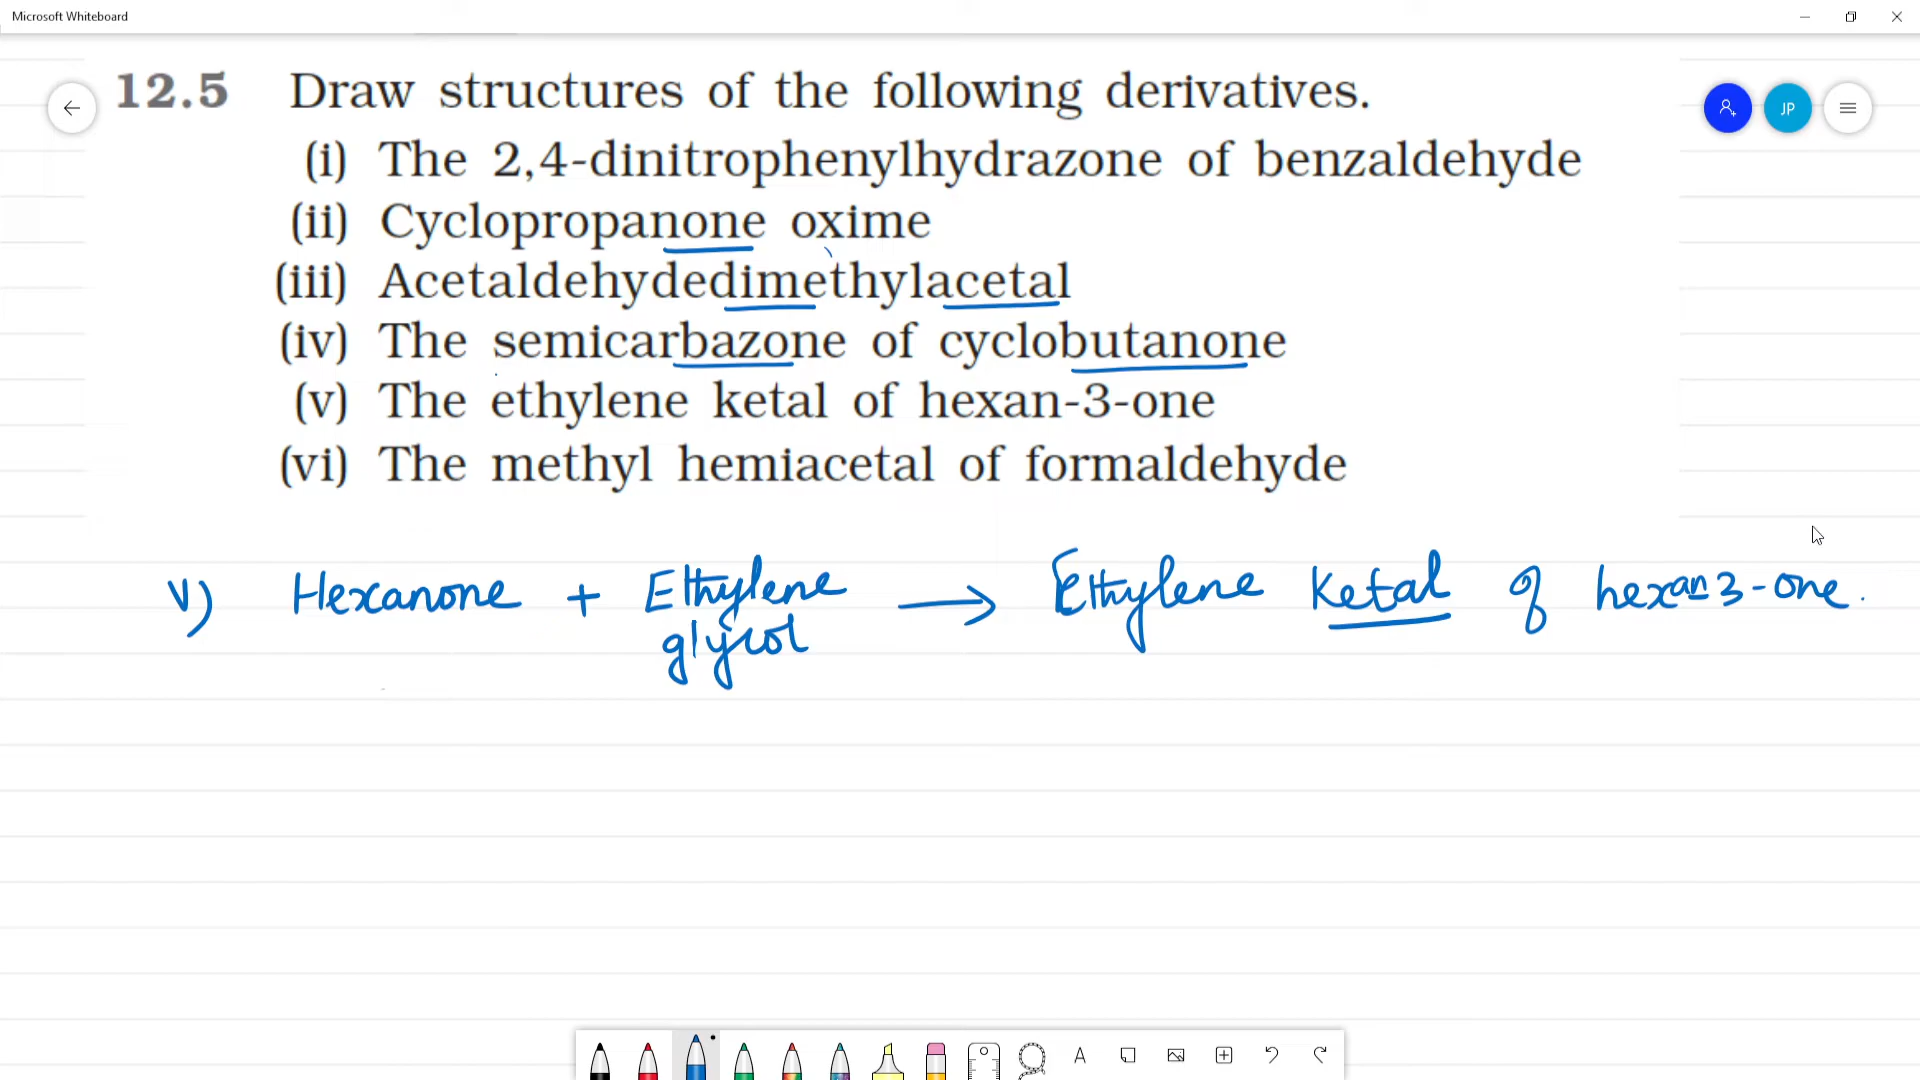 Microsoft Whiteboard
12.5 Draw structures of the following derivatives.
(i) The 2,4-dinitrophenylhydrazone of benzaldehyde
(ii) Cyclopropanone oxime
(iii) Acetaldehydedimethylacetal
(iv) The semicarbazone of cyclobutanone
(v) The ethylene ketal of hexan-3-one
(vi) The methyl hemiacetal of formaldehyde
JP
v) Hexanone + Ethylene glycol → Ethylene Ketal of hexan 3-one.
A